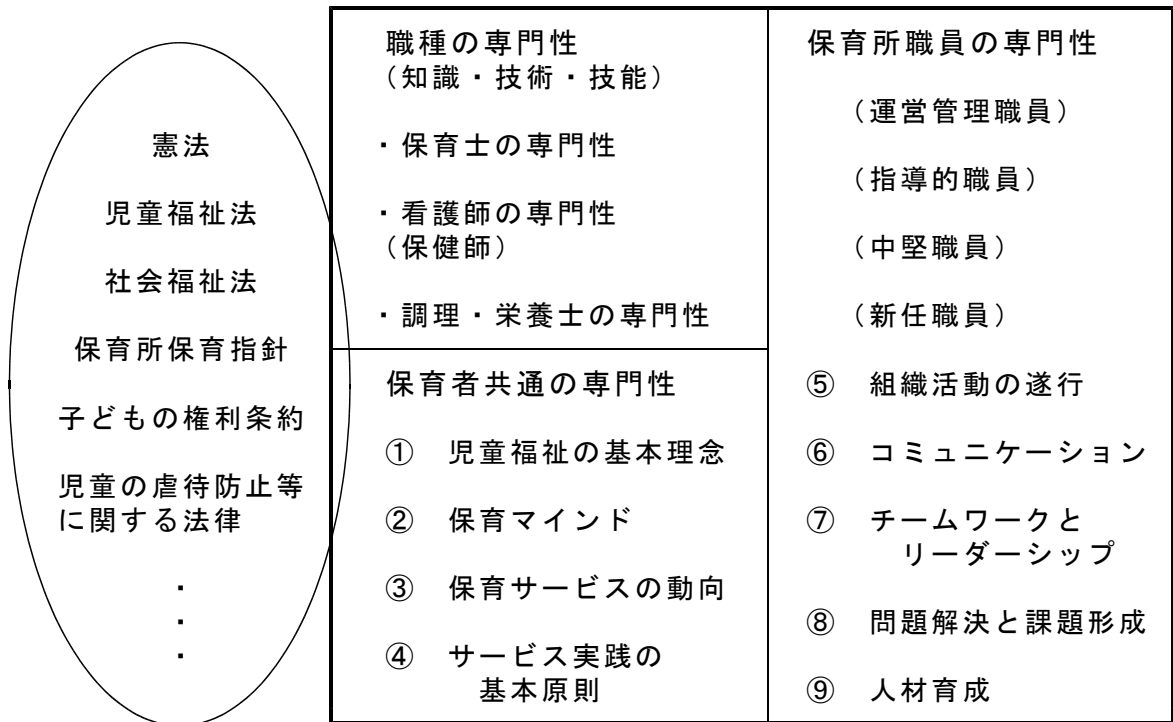 憲法
児童福祉法
社会福祉法
保育所保育指針
子どもの権利条約
児童の虐待防止等
に関する法律
・
・
・
職種の専門性
（知識・技術・技能）
・保育士の専門性
・看護師の専門性
（保健師）
・調理・栄養士の専門性
保育者共通の専門性
① 児童福祉の基本理念
② 保育マインド
③ 保育サービスの動向
④ サービス実践の
基本原則
保育所職員の専門性
（運営管理職員）
（指導的職員）
（中堅職員）
（新任職員）
⑤ 組織活動の遂行
⑥ コミュニケーション
⑦ チームワークと
リーダーシップ
⑧ 問題解決と課題形成
⑨ 人材育成